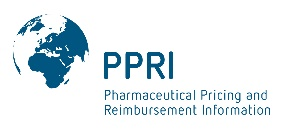 PPRI
Pharmaceutical Pricing and
Reimbursement Information